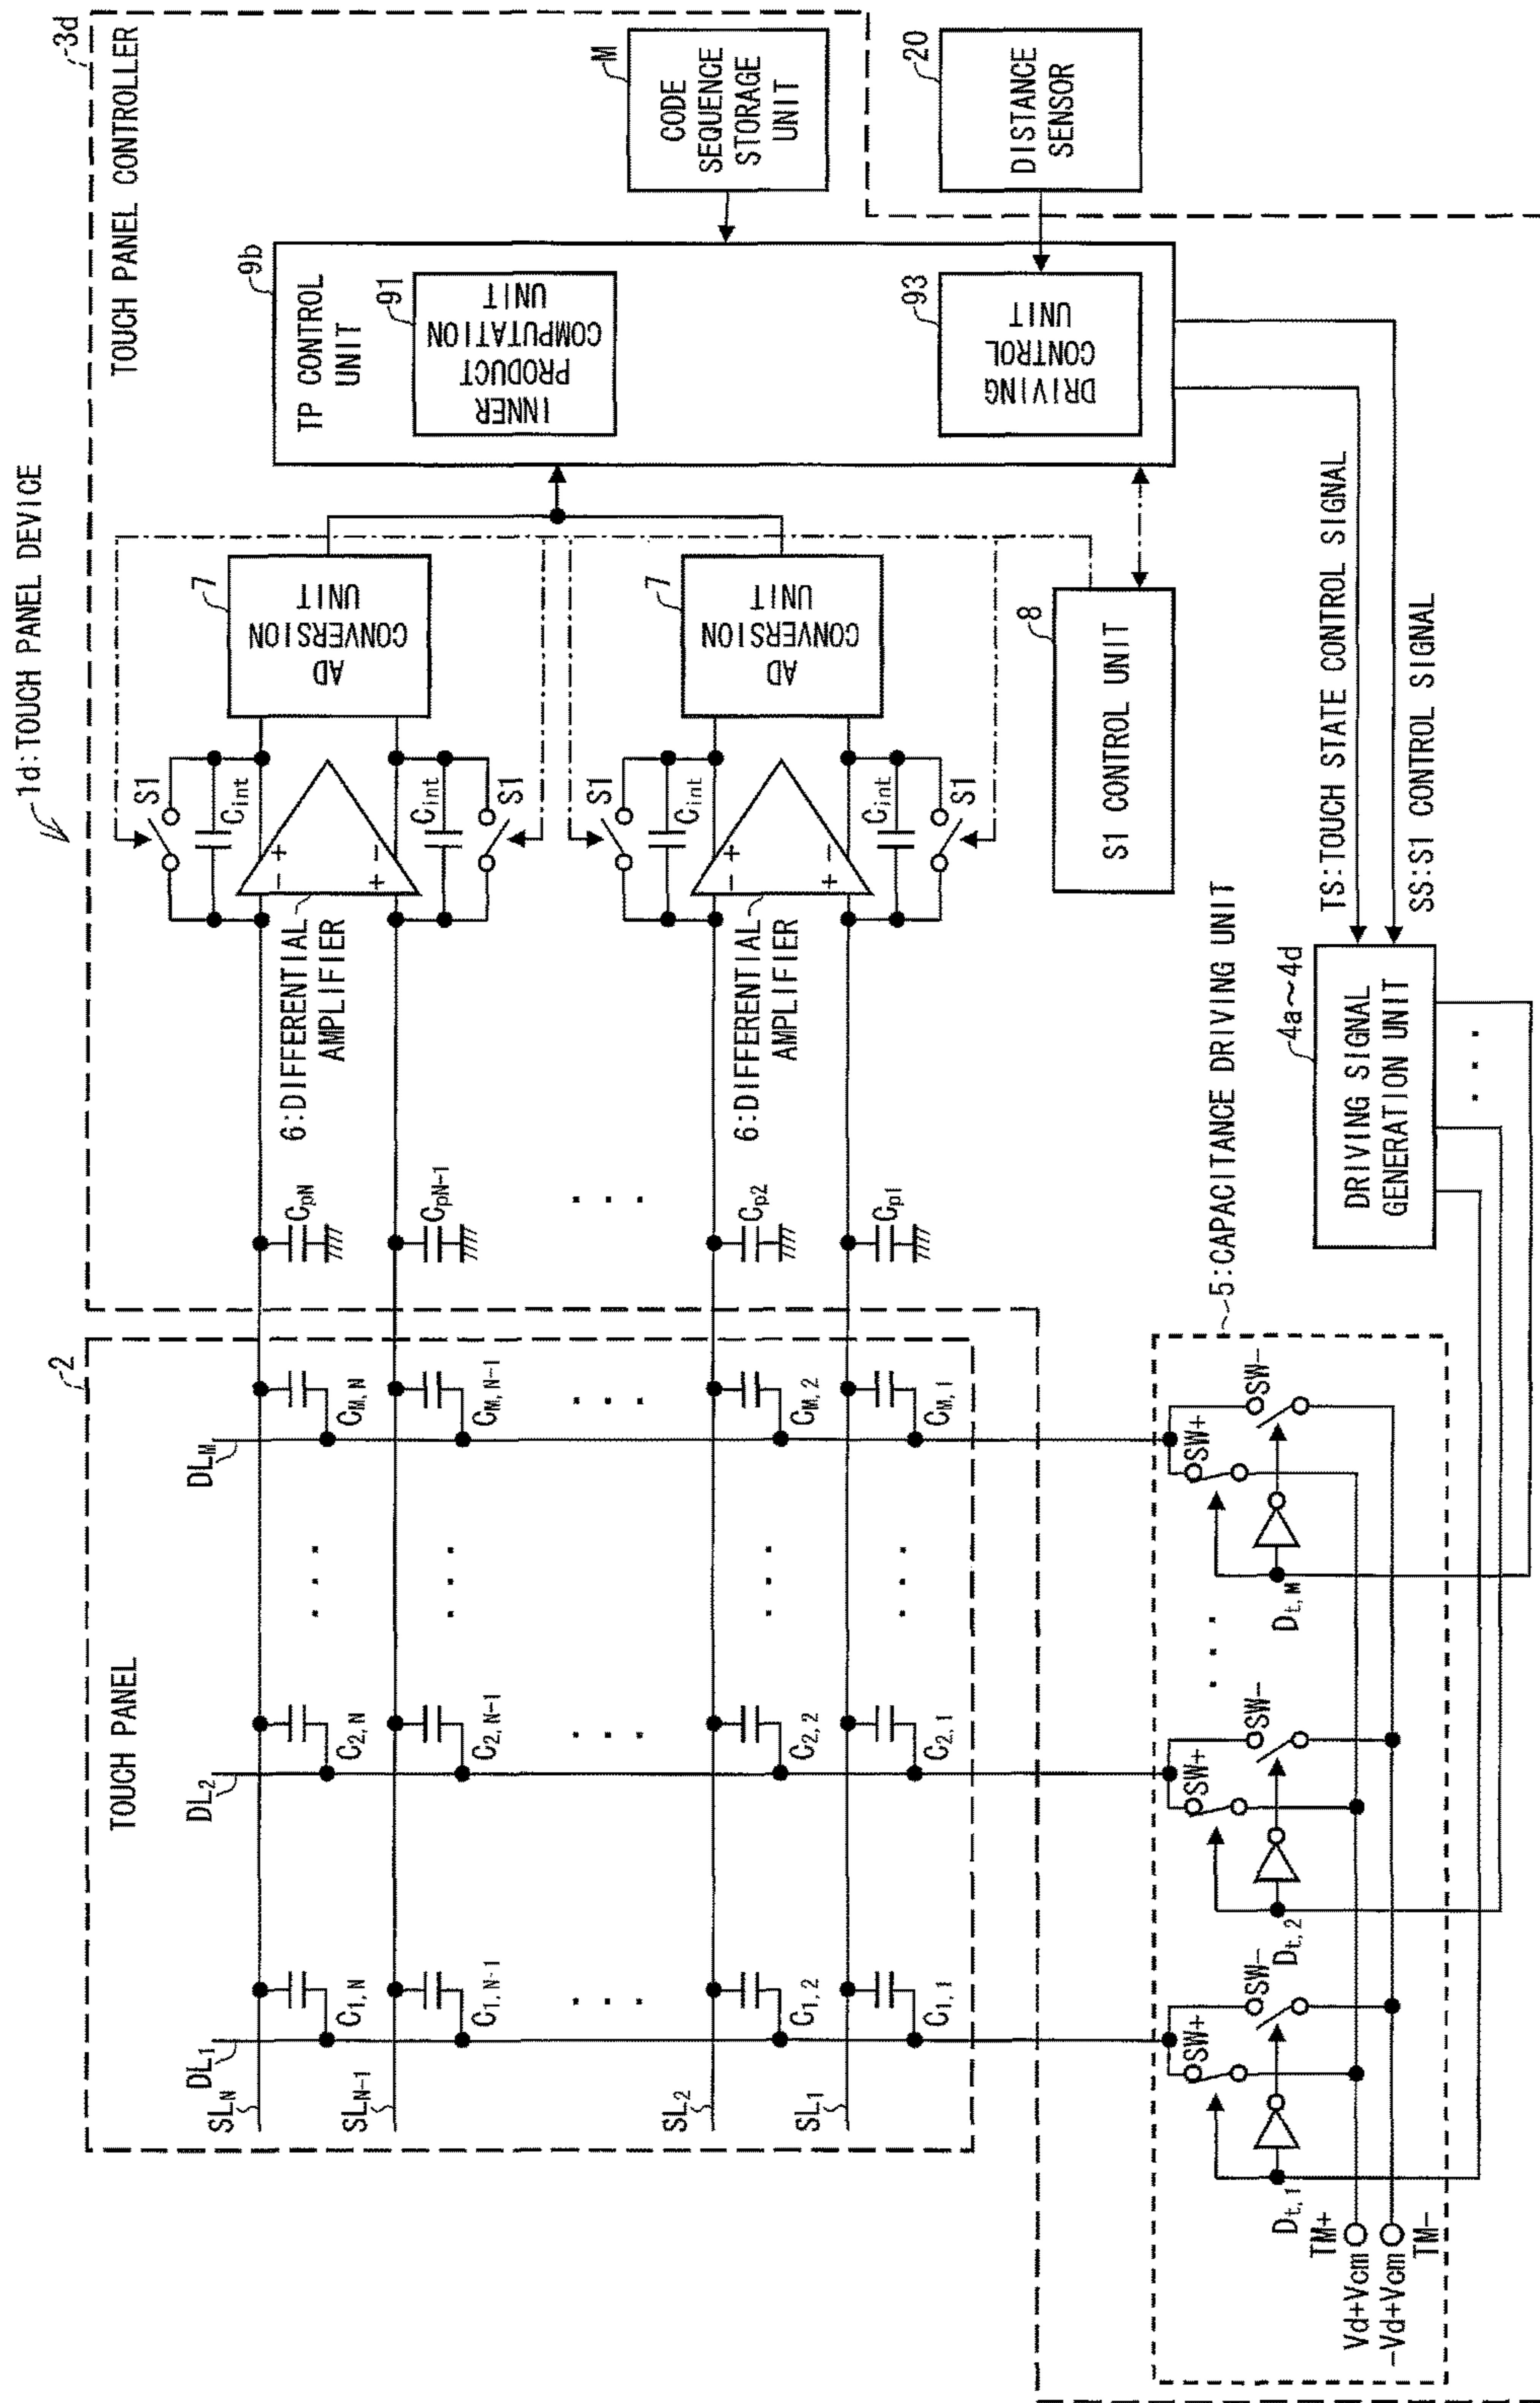 1d:TOUCH PANEL DEVICE
3d
TOUCH PANEL CONTROLLER
2
TOUCH PANEL
DL1
DL2
DLM
SLN
SLN-1
SL2
SL1
C1,N
C1,N-1
C1,2
C1,1
C2,N
C2,N-1
C2,2
C2,1
CM,N
CM,N-1
CM,2
CM,1
CpN
CpN-1
Cp2
Cp1
6:DIFFERENTIAL
AMPLIFIER
S1
Cint
Cint
S1
- +
+ -
6:DIFFERENTIAL
AMPLIFIER
S1
Cint
Cint
S1
- +
+ -
7
AD
CONVERSION
UNIT
7
AD
CONVERSION
UNIT
8
S1 CONTROL UNIT
9b
TP CONTROL
UNIT
91
INNER
PRODUCT
COMPUTATION
UNIT
93
DRIVING
CONTROL
UNIT
M
CODE
SEQUENCE
STORAGE
UNIT
20
DISTANCE
SENSOR
TS:TOUCH STATE CONTROL SIGNAL
SS:S1 CONTROL SIGNAL
4a~4d
DRIVING SIGNAL
GENERATION UNIT
5:CAPACITANCE DRIVING UNIT
SW+
SW-
Dt,1
SW+
SW-
Dt,2
SW+
SW-
Dt,M
TM+
Vd+Vcm
-Vd+Vcm
TM-